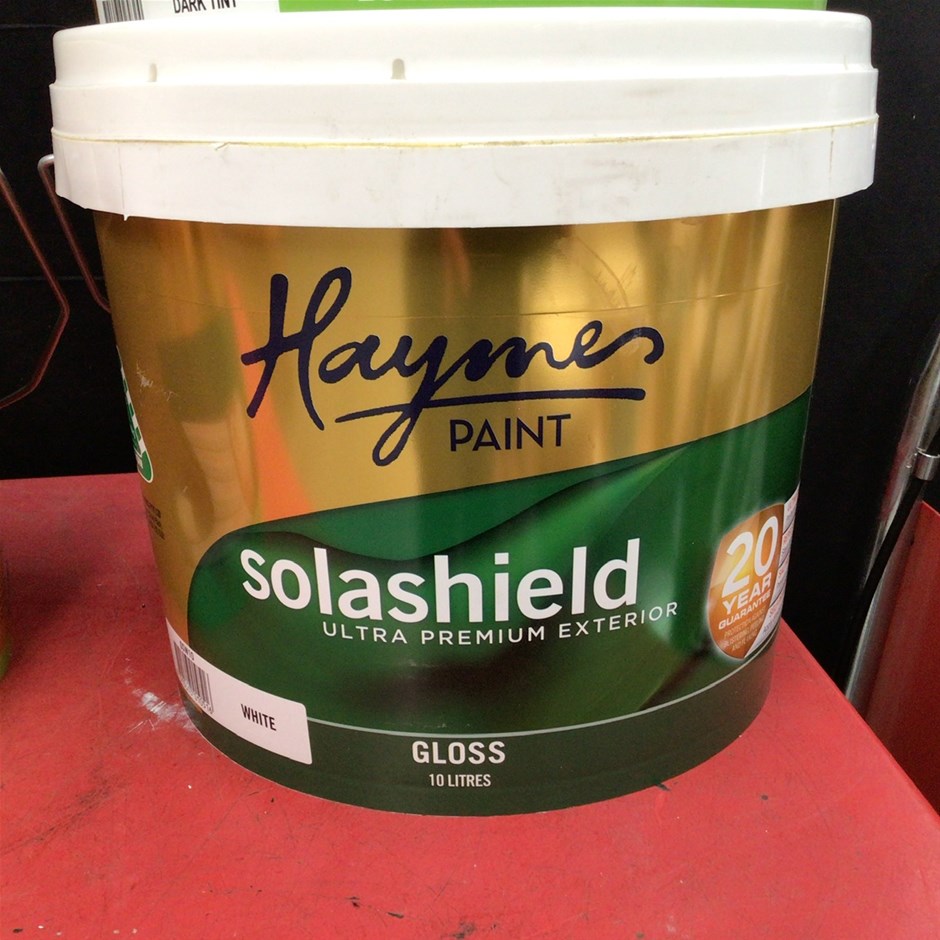 DARK TINT
Haymes
PAINT
solashield
ULTRA PREMIUM EXTERIOR
20
YEAR
GUARANTEE
WHITE
GLOSS
10 LITRES